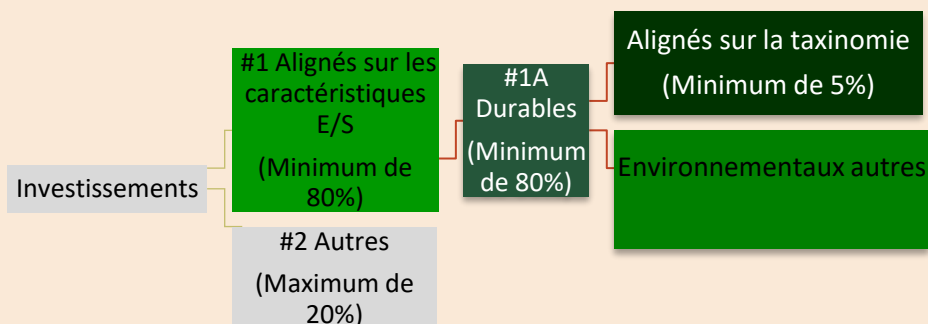 Investissements
#1 Alignés sur les
caractéristiques
E/S
(Minimum de
80%)
#2 Autres
(Maximum de
20%)
#1A
Durables
(Minimum
de 80%)
Alignés sur la taxinomie
(Minimum de 5%)
Environnementaux autres